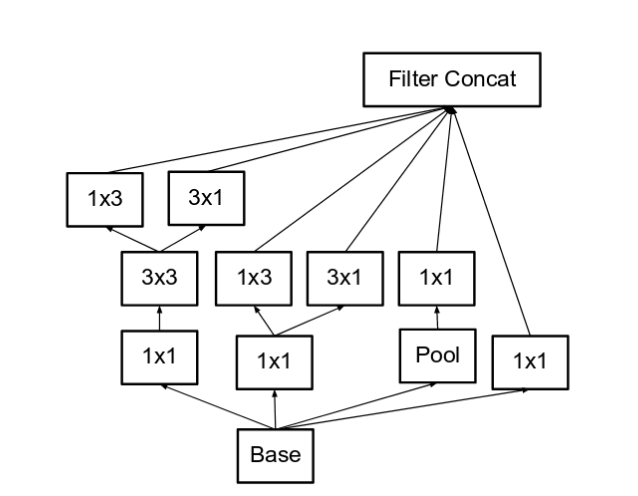 Filter Concat
1x3
3x1
3x3
1x3
3x1
1x1
1x1
1x1
Pool
1x1
Base